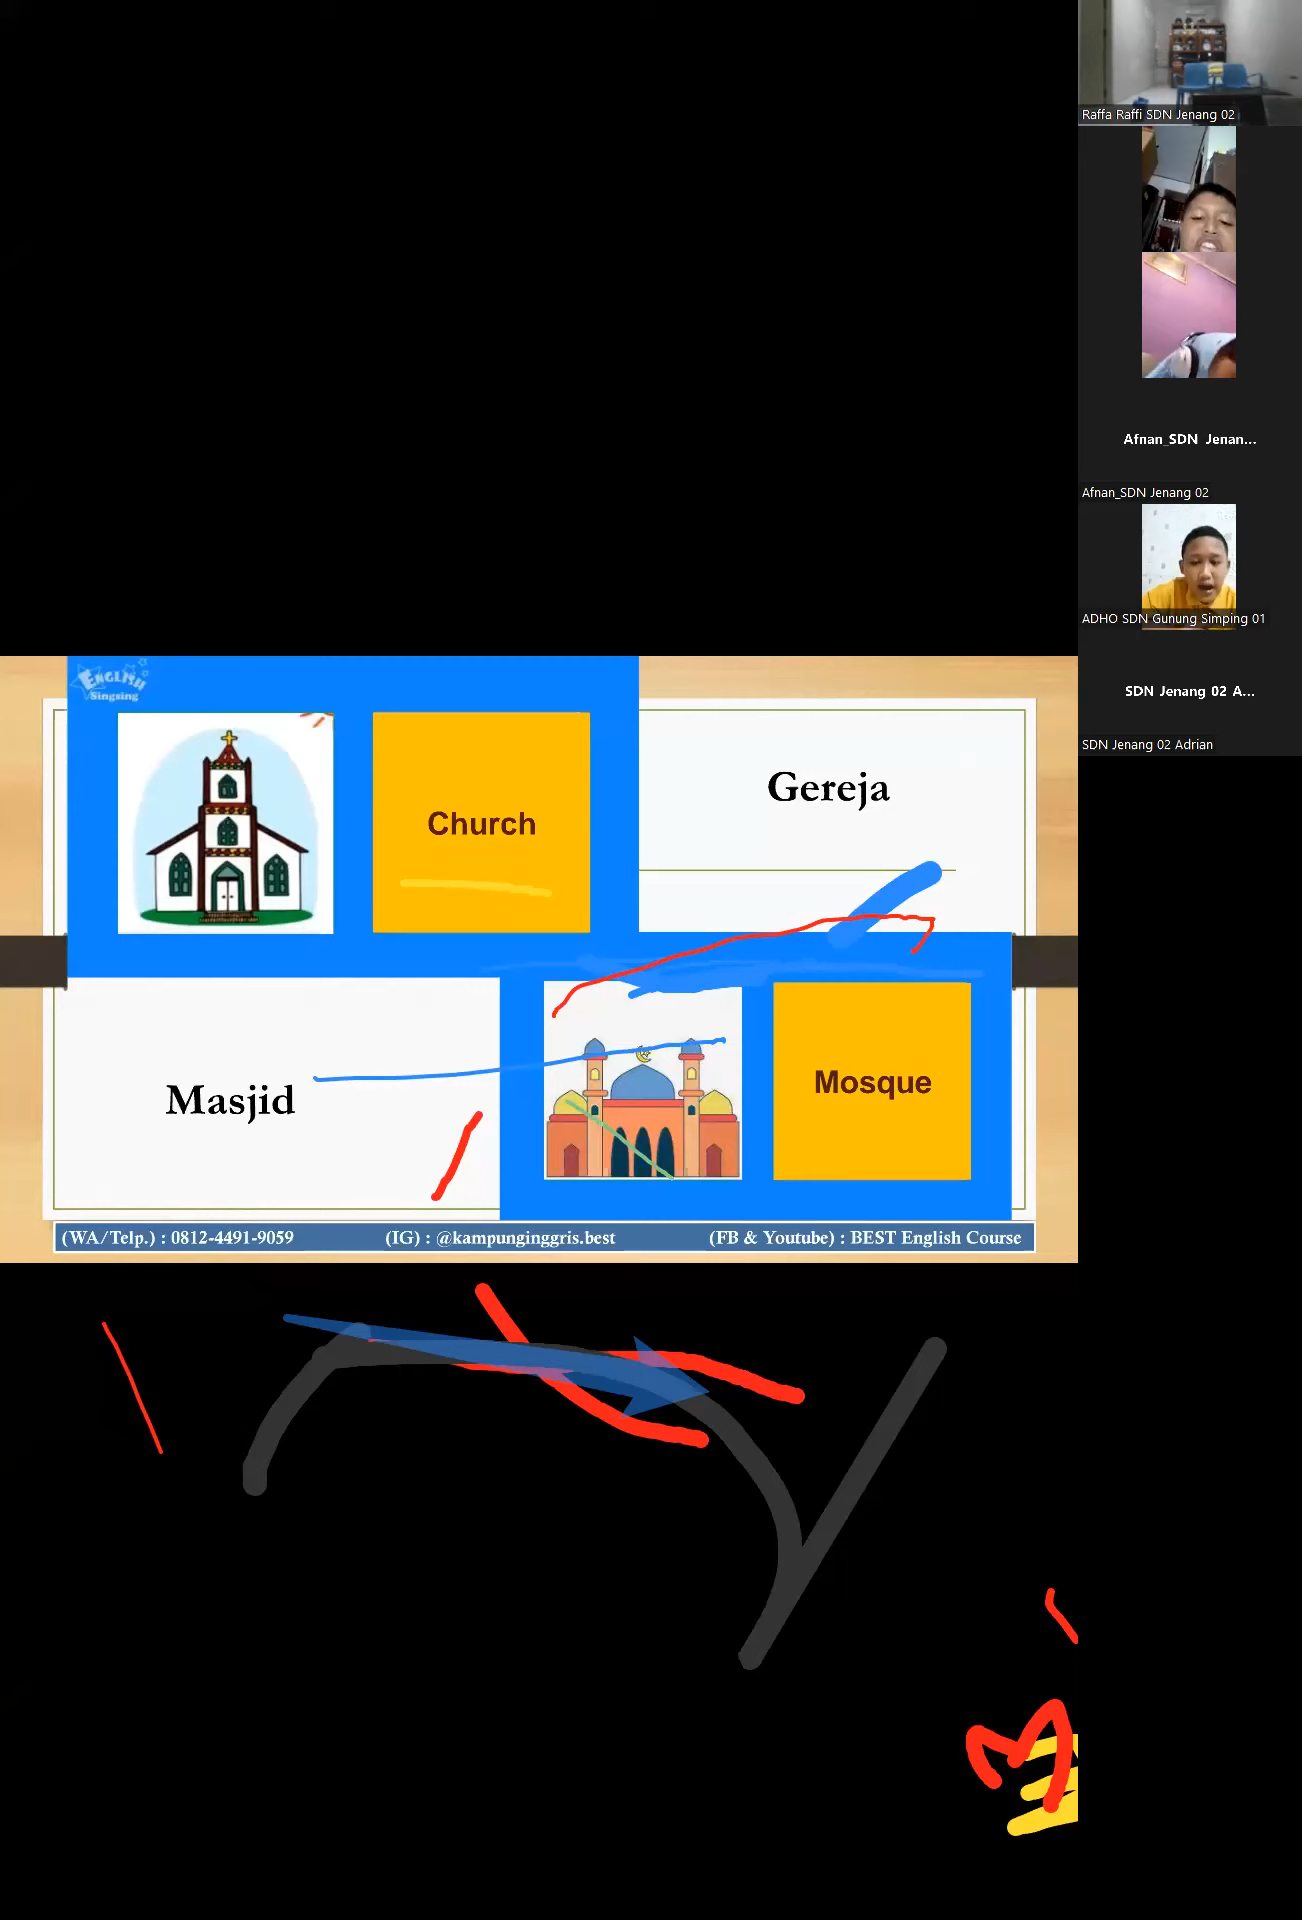 Raffa Raffi SDN Jenang 02
Afnan_SDN Jenan...
Afnan_SDN Jenang 02
ADHO SDN Gunung Simping 01
SDN Jenang 02 A...
SDN Jenang 02 Adrian
ENGLISH
Singsing
Church
Gereja
Masjid
Mosque
(WA/Telp.) : 0812-4491-9059 (IG) : @kampunginggris.best (FB & Youtube) : BEST English Course